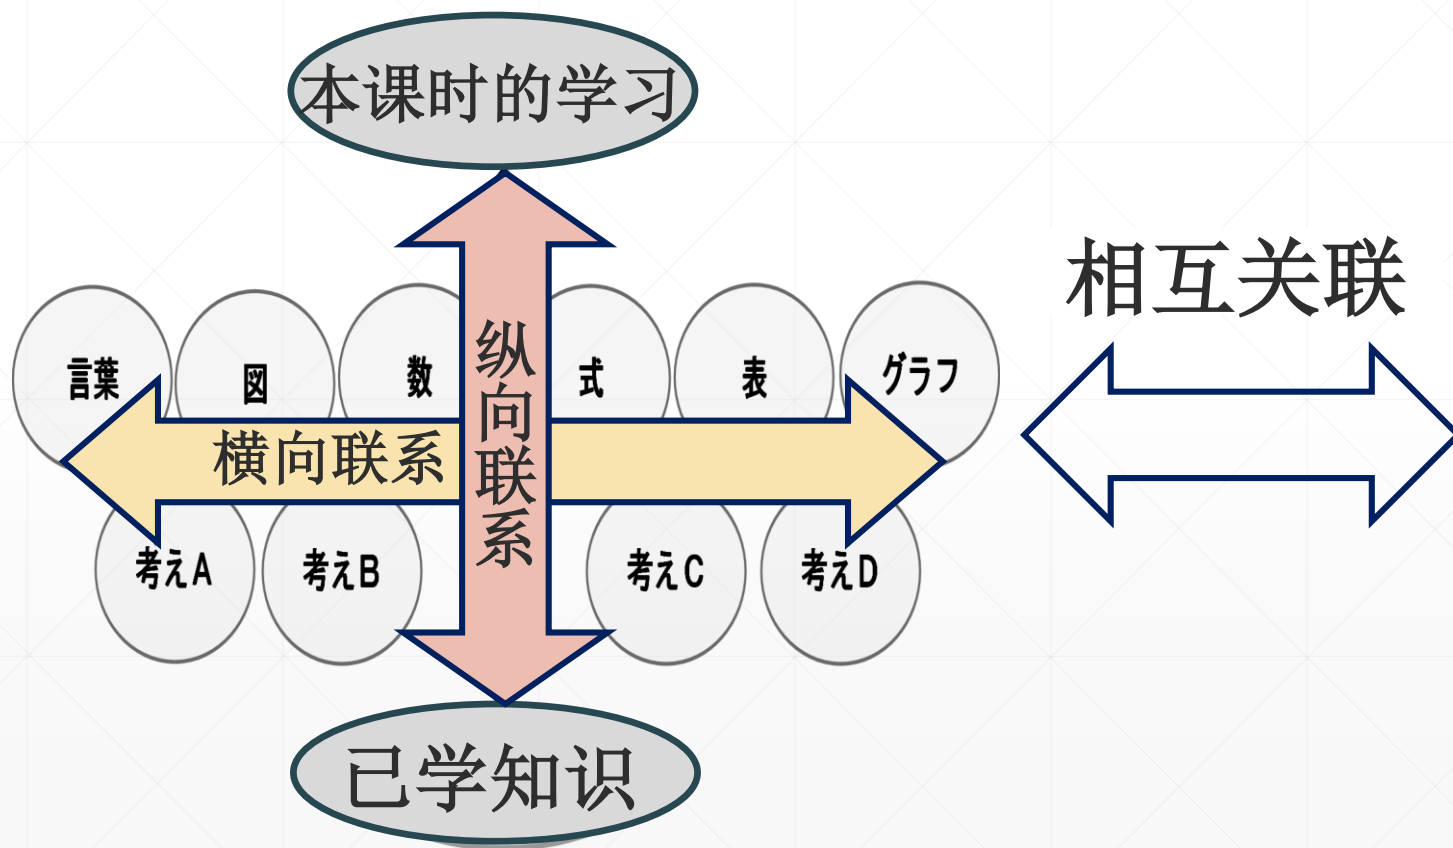 本课时的学习
相互关联
言葉
図
数
式
表
グラフ
纵向联系
横向联系
考えA
考えB
考えC
考えD
已学知识